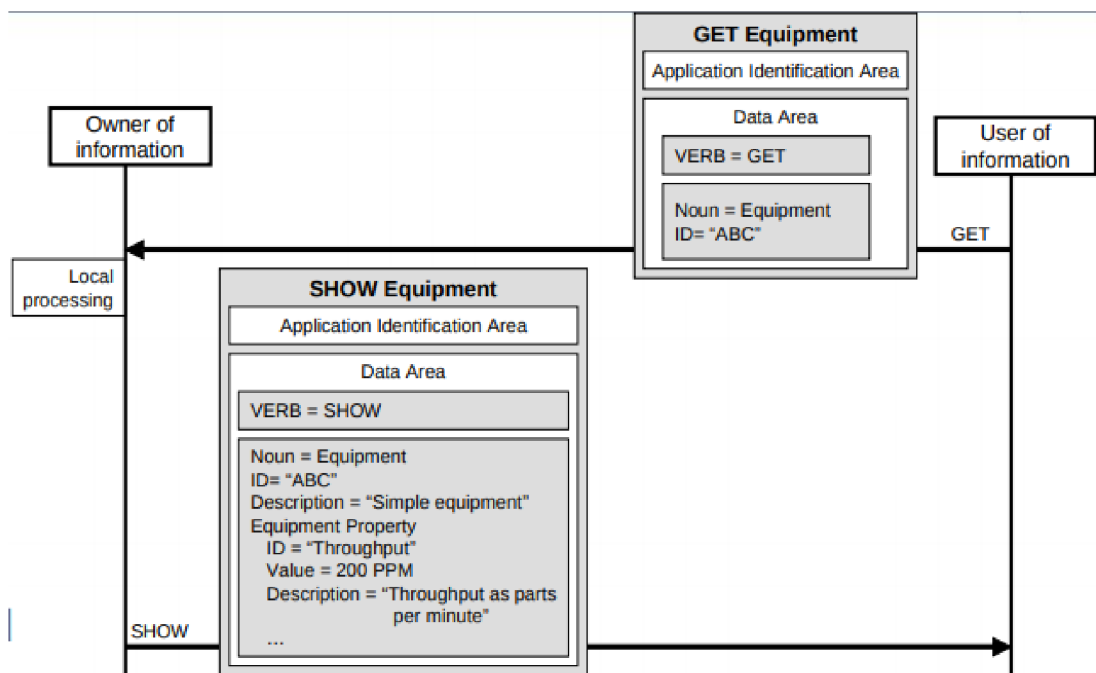 GET Equipment
Application Identification Area
Data Area
VERB = GET
Noun = Equipment
ID= “ABC”
Owner of
information
User of
information
GET
Local
processing
SHOW Equipment
Application Identification Area
Data Area
VERB = SHOW
Noun = Equipment
ID= “ABC”
Description = “Simple equipment”
Equipment Property
ID = “Throughput”
Value = 200 PPM
Description = “Throughput as parts
per minute”
...
SHOW